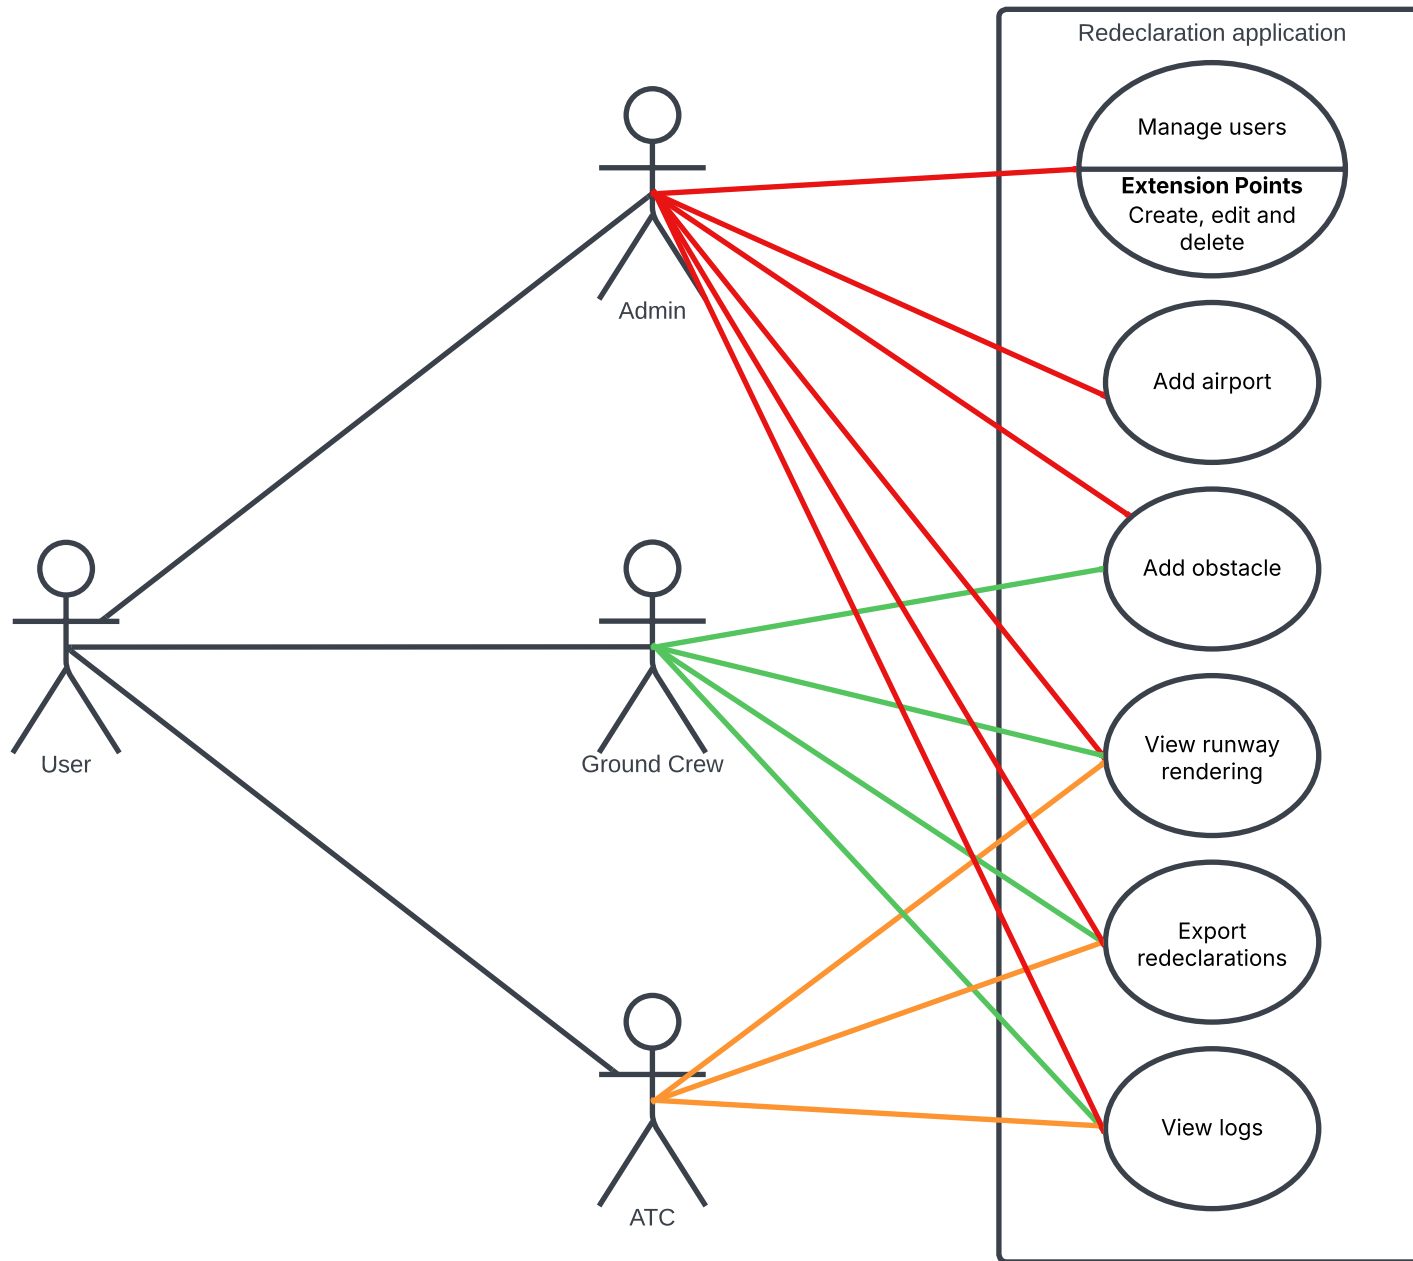 Redeclaration application
Manage users
Extension Points
Create, edit and
delete
Admin
Add airport
Add obstacle
User
Ground Crew
View runway
rendering
Export
redeclarations
ATC
View logs